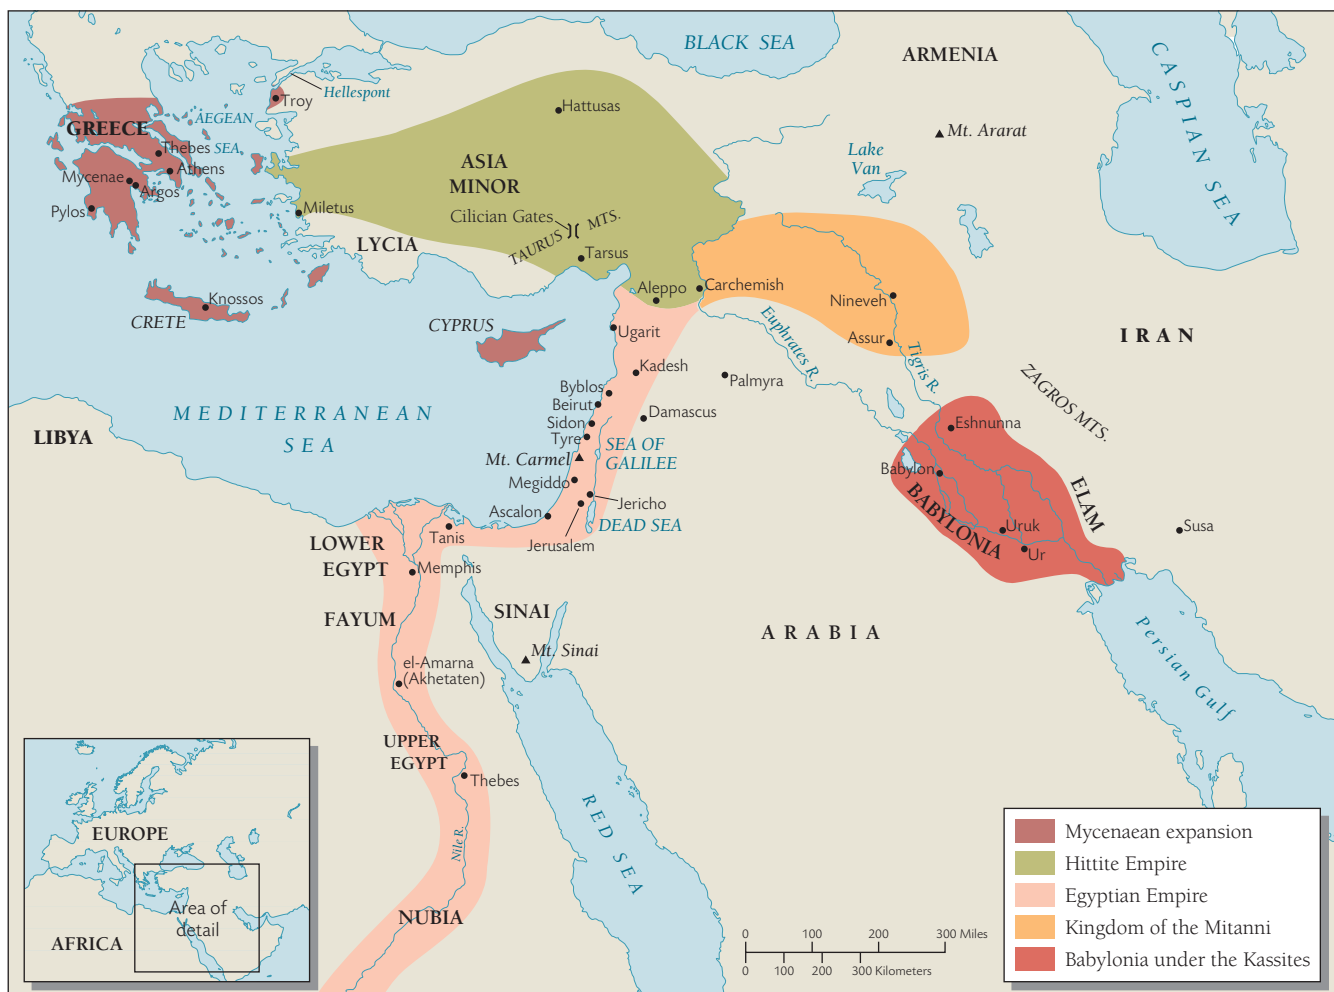 BLACK SEA
ARMENIA
CASPIAN SEA
Hellespont
Troy
Hattusas
Mt. Ararat
GREECE
AEGEAN
SEA
Thebes
Athens
Mycenae
Argos
Pylos
ASIA
MINOR
Lake
Van
Miletus
Cilician Gates
TAURUS MTS.
LYCIA
Tarsus
Knossos
CRETE
CYPRUS
Aleppo
Carchemish
Nineveh
Assur
Euphrates R.
Tigris R.
IRAN
ZAGROS MTS.
Ugarit
Kadesh
Palmyra
Byblos
Beirut
Damascus
Sidon
Tyre
MEDITERRANEAN
SEA
LIBYA
SEA OF
GALILEE
Mt. Carmel
Megiddo
Jericho
Ascalon
DEAD SEA
Jerusalem
Eshnunna
Babylon
BABYLONIA
ELAM
Uruk
Ur
Susa
Tanis
LOWER
EGYPT
Memphis
FAYUM
SINAI
Mt. Sinai
ARABIA
Persian Gulf
el-Amarna
(Akhetaten)
UPPER
EGYPT
Thebes
Nile R.
RED SEA
NUBIA
EUROPE
AFRICA
Area of
detail
0 100 200 300 Miles
0 100 200 300 Kilometers
Mycenaean expansion
Hittite Empire
Egyptian Empire
Kingdom of the Mitanni
Babylonia under the Kassites